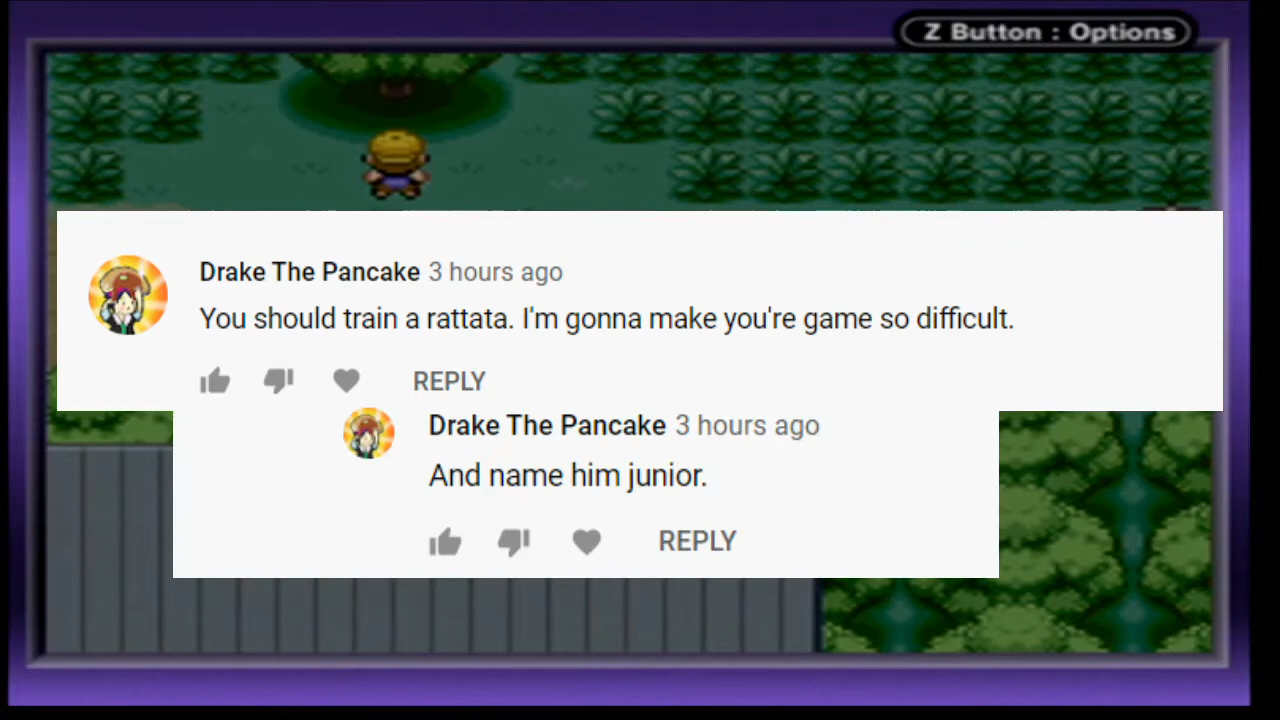 Z Button : Options
Drake The Pancake 3 hours ago
You should train a rattata. I'm gonna make you're game so difficult.
REPLY
Drake The Pancake 3 hours ago
And name him junior.
REPLY